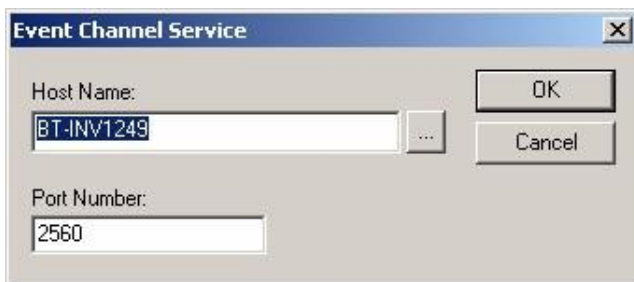 Event Channel Service
Host Name:
BT-INV1249
...
OK
Cancel
Port Number:
2560